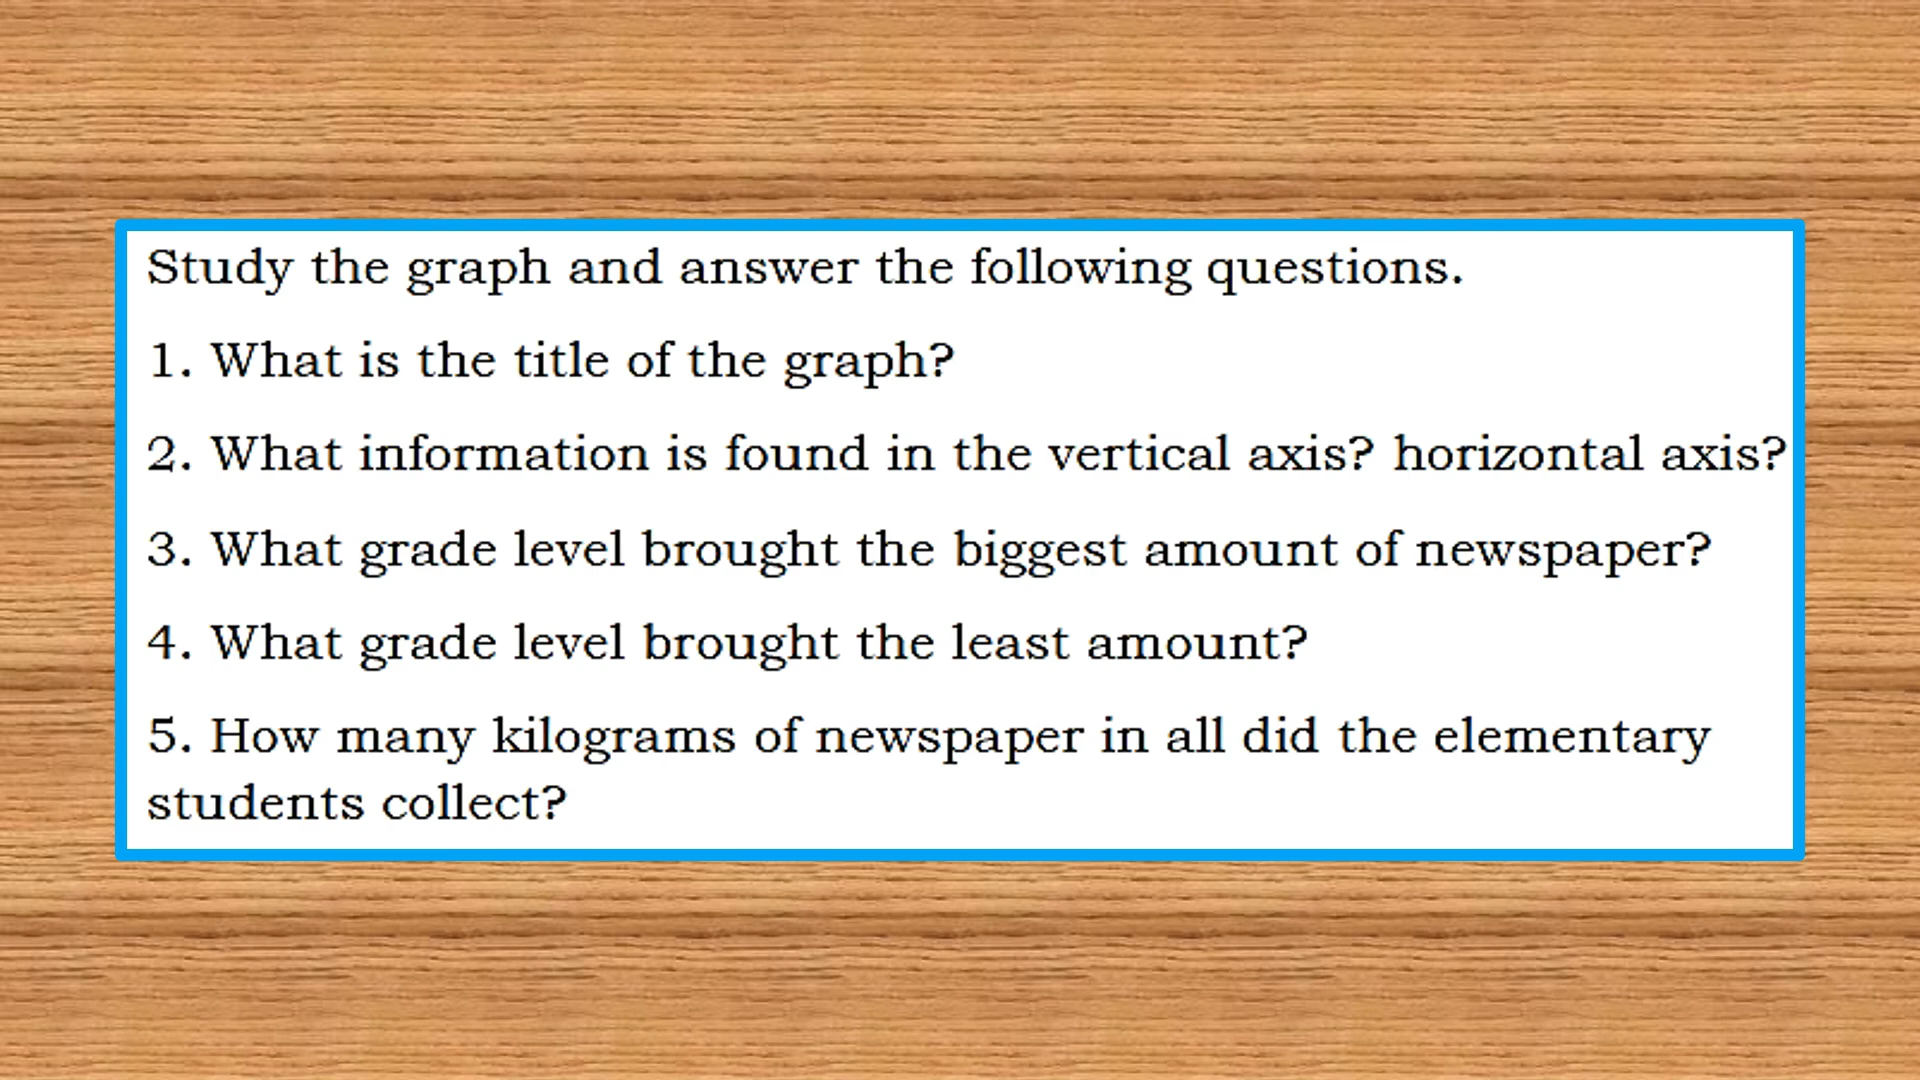 Study the graph and answer the following questions.
1. What is the title of the graph?
2. What information is found in the vertical axis? horizontal axis?
3. What grade level brought the biggest amount of newspaper?
4. What grade level brought the least amount?
5. How many kilograms of newspaper in all did the elementary
students collect?